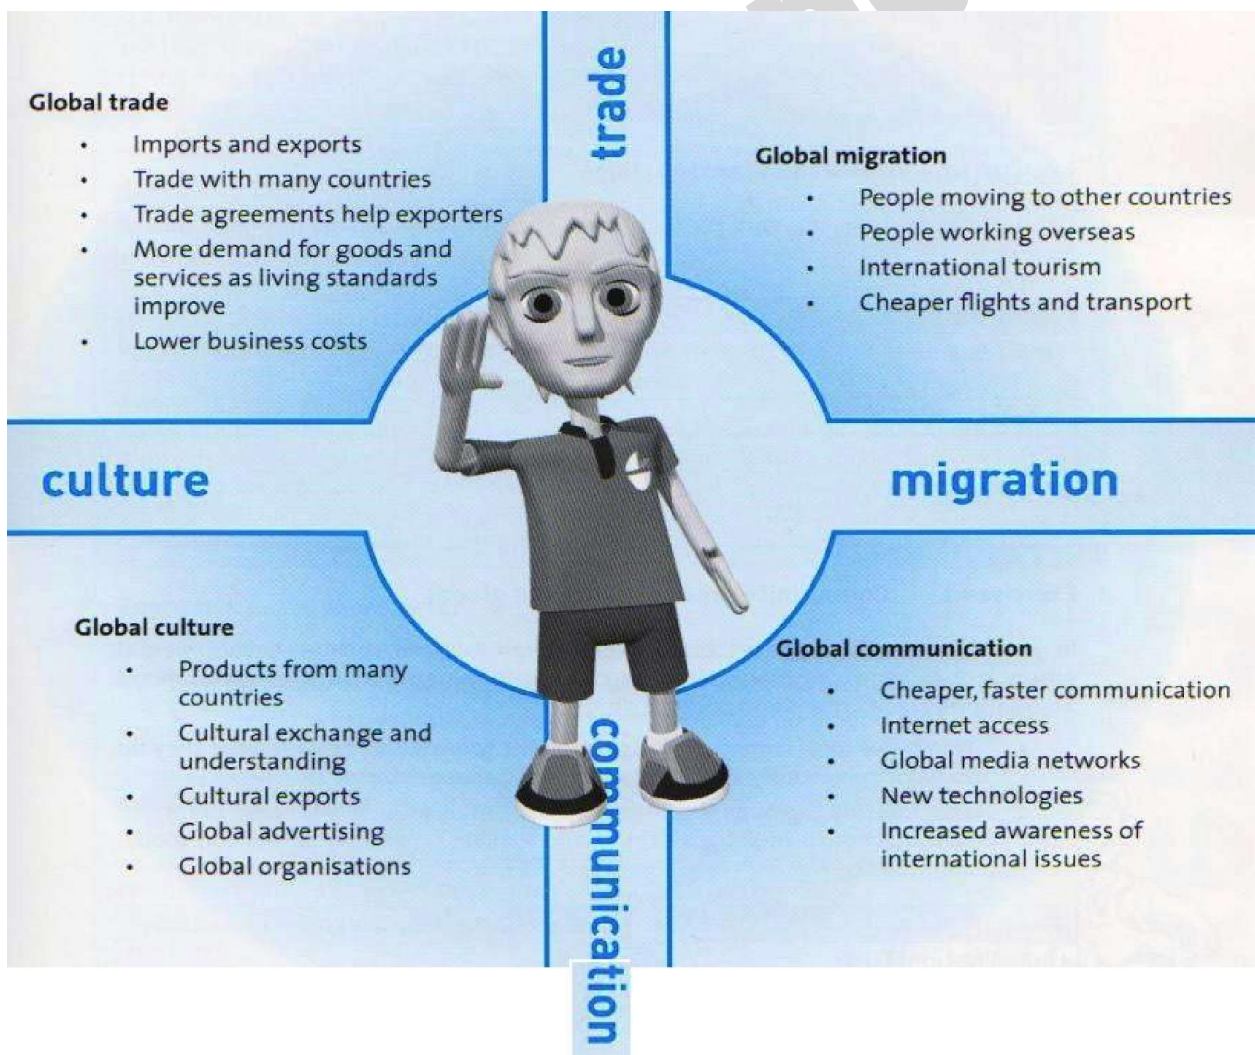 trade
Global trade
• Imports and exports
• Trade with many countries
• Trade agreements help exporters
• More demand for goods and
services as living standards
improve
• Lower business costs
Global migration
• People moving to other countries
• People working overseas
• International tourism
• Cheaper flights and transport
culture
migration
Global culture
• Products from many
countries
• Cultural exchange and
understanding
• Cultural exports
• Global advertising
• Global organisations
Global communication
• Cheaper, faster communication
• Internet access
• Global media networks
• New technologies
• Increased awareness of
international issues
communication